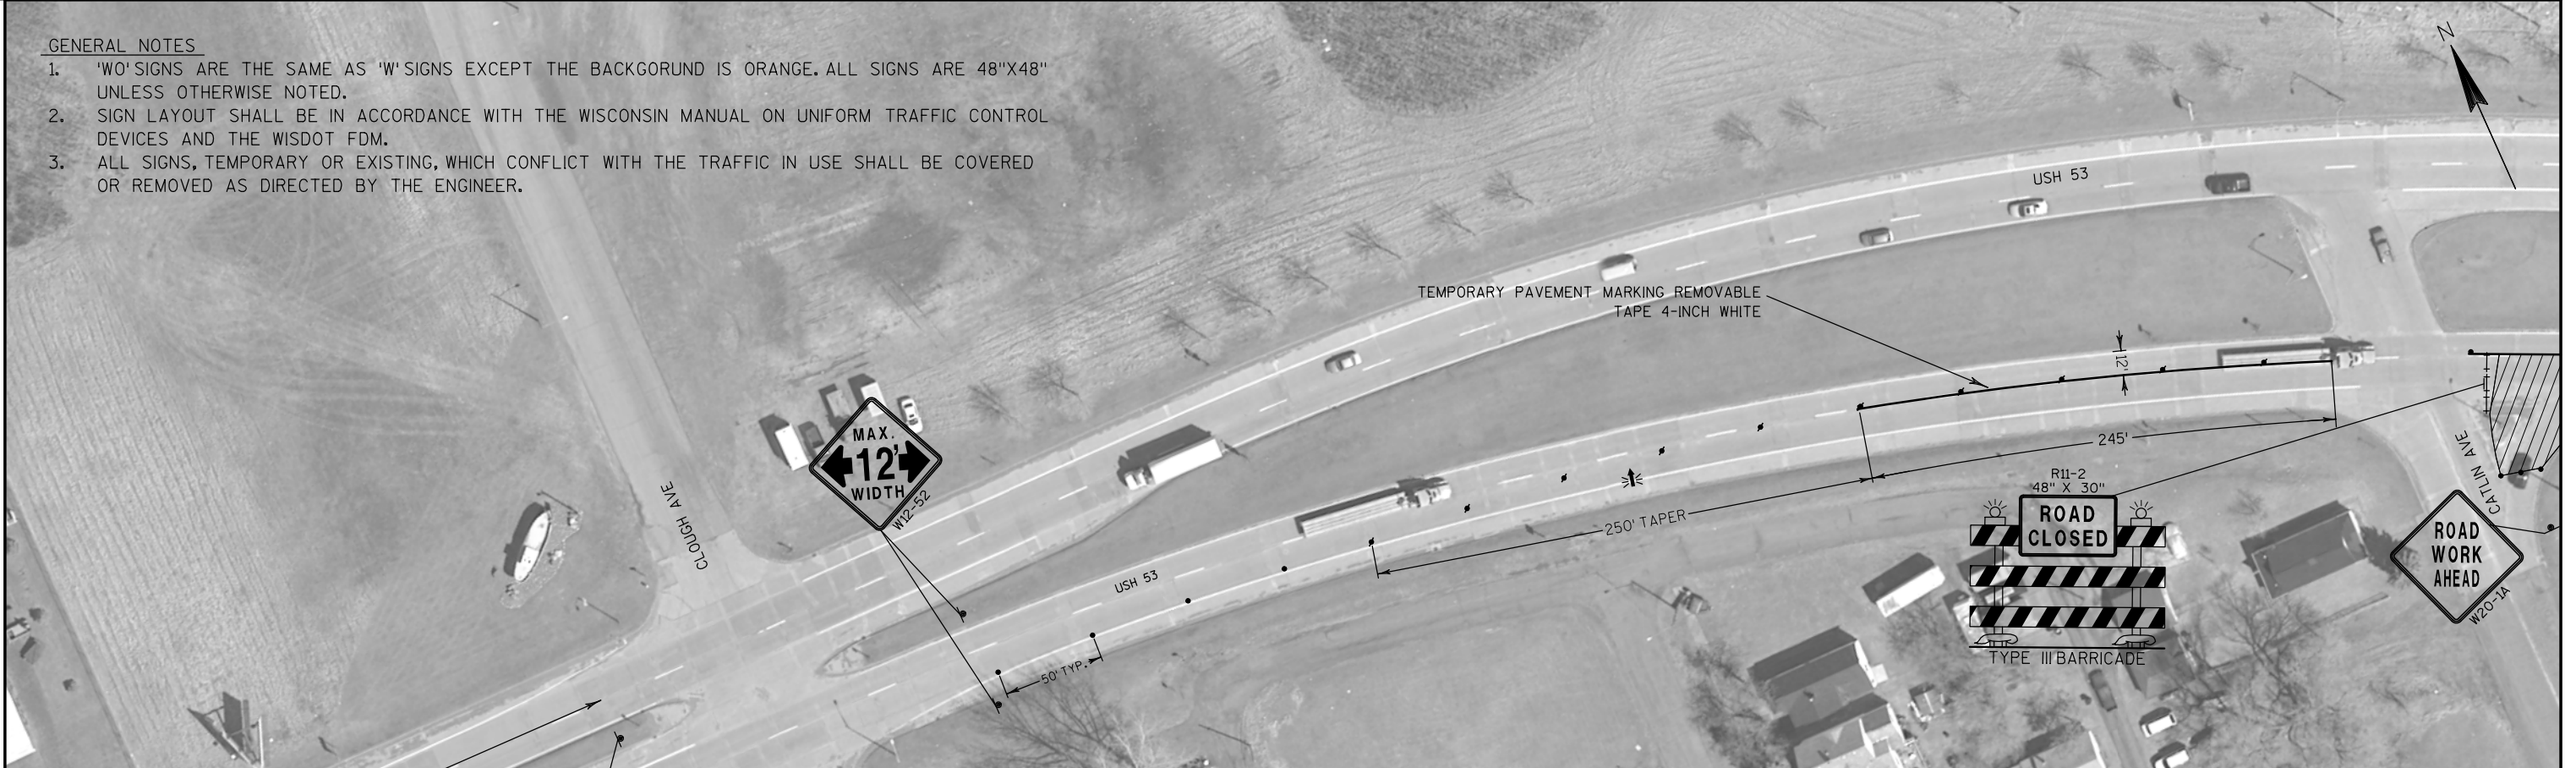 GENERAL NOTES
1. 'WO' SIGNS ARE THE SAME AS 'W' SIGNS EXCEPT THE BACKGORUND IS ORANGE. ALL SIGNS ARE 48"X48"
UNLESS OTHERWISE NOTED.
2. SIGN LAYOUT SHALL BE IN ACCORDANCE WITH THE WISCONSIN MANUAL ON UNIFORM TRAFFIC CONTROL
DEVICES AND THE WISDOT FDM.
3. ALL SIGNS, TEMPORARY OR EXISTING, WHICH CONFLICT WITH THE TRAFFIC IN USE SHALL BE COVERED
OR REMOVED AS DIRECTED BY THE ENGINEER.
N
USH 53
TEMPORARY PAVEMENT MARKING REMOVABLE
TAPE 4-INCH WHITE
12'
245'
250' TAPER
MAX.
12'
WIDTH
W12-52
CLOUGH AVE
USH 53
50' TYP.
R11-2
48" X 30"
ROAD
CLOSED
TYPE III BARRICADE
CATLIN AVE
ROAD
WORK
AHEAD
W20-1A